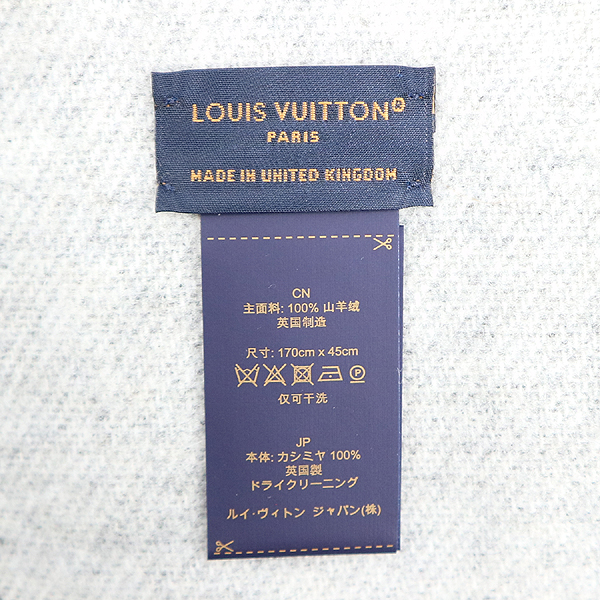 LOUIS VUITTON®
PARIS
MADE IN UNITED KINGDOM
CN
主面料: 100% 山羊绒
英国制造
尺寸: 170cm x 45cm
P
仅可干洗
JP
本体: カシミヤ 100%
英国製
ドライクリーニング
ルイ·ヴィトン ジャパン(株)